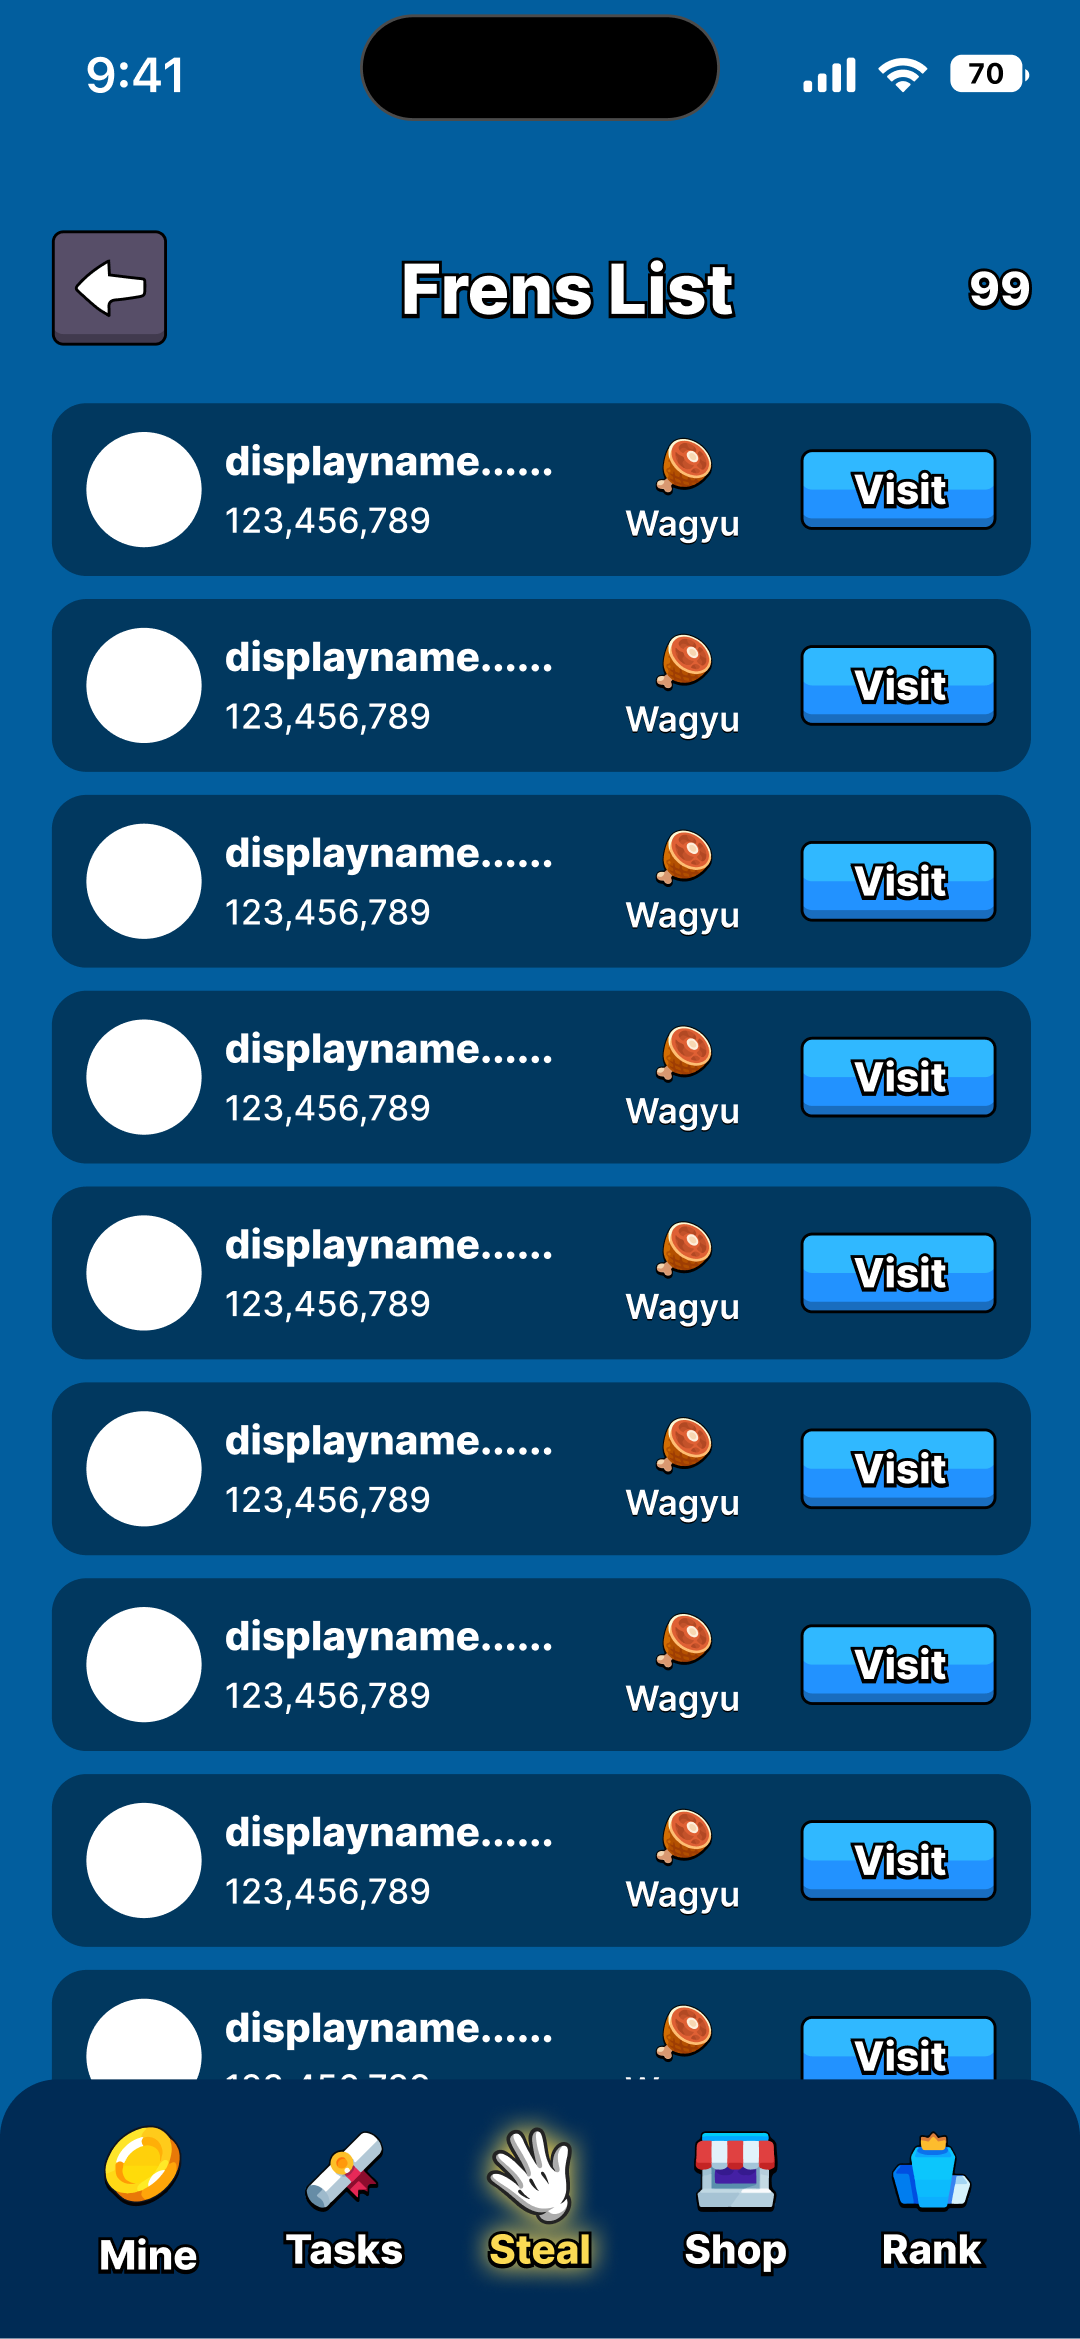 9:41
70
Frens List
99
displayname......
123,456,789
Wagyu
Visit
displayname......
123,456,789
Wagyu
Visit
displayname......
123,456,789
Wagyu
Visit
displayname......
123,456,789
Wagyu
Visit
displayname......
123,456,789
Wagyu
Visit
displayname......
123,456,789
Wagyu
Visit
displayname......
123,456,789
Wagyu
Visit
displayname......
123,456,789
Wagyu
Visit
displayname......
Visit
Mine
Tasks
Steal
Shop
Rank